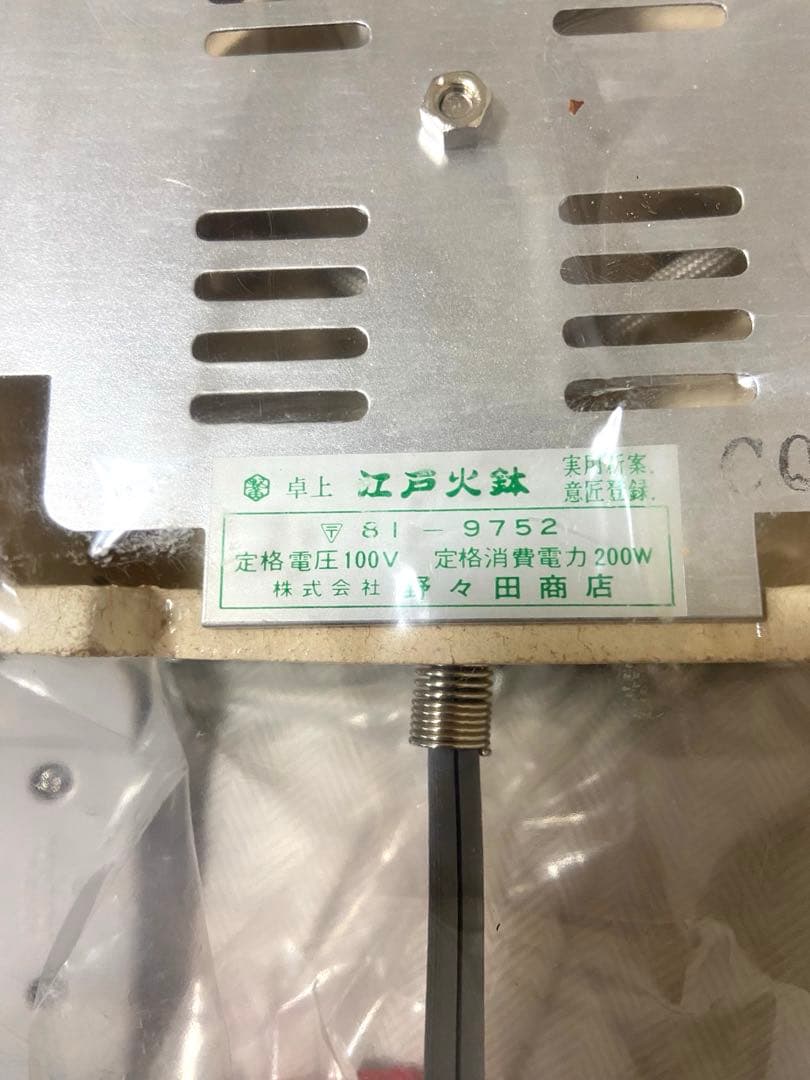 卓上 江戸火鉢
実用新案.
意匠登録.
〒 81-9752
定格電圧100V 定格消費電力200W
株式会社 野々田商店
CQ